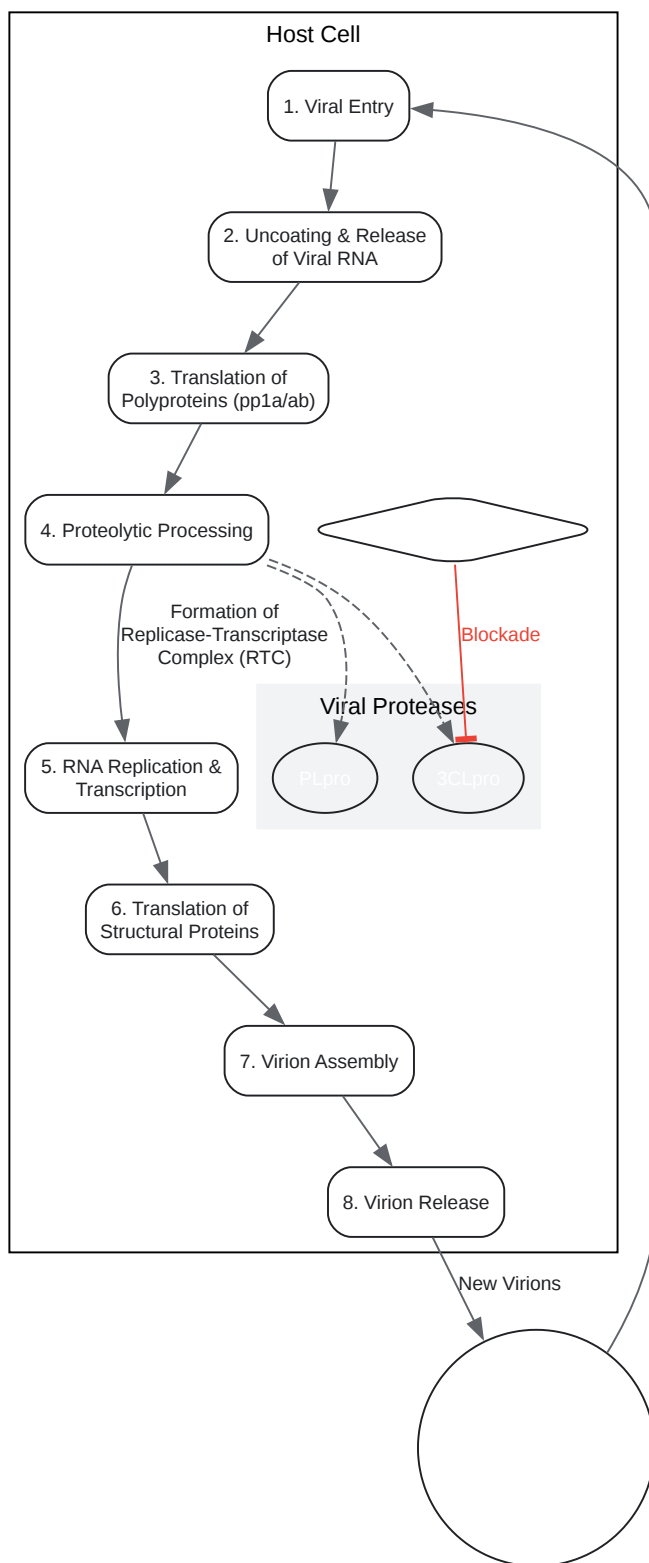 Host Cell
1. Viral Entry
2. Uncoating & Release
of Viral RNA
3. Translation of
Polyproteins (pp1a/ab)
4. Proteolytic Processing
Formation of
Replicase-Transcriptase
Complex (RTC)
Blockade
Viral Proteases
PLpro
3CLpro
5. RNA Replication &
Transcription
6. Translation of
Structural Proteins
7. Virion Assembly
8. Virion Release
New Virions